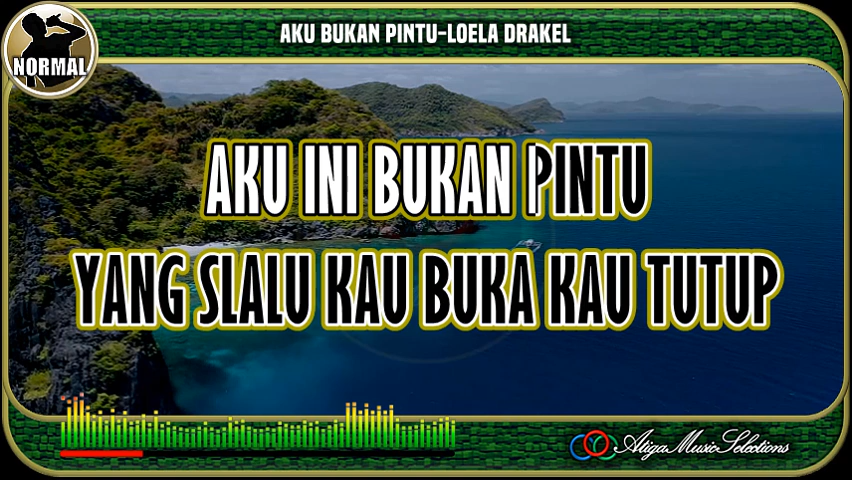 AKU BUKAN PINTU-LOELA DRAKEL
NORMAL
AKU INI BUKAN PINTU
YANG SLALU KAU BUKA KAU TUTUP
AtigaMusicSelections